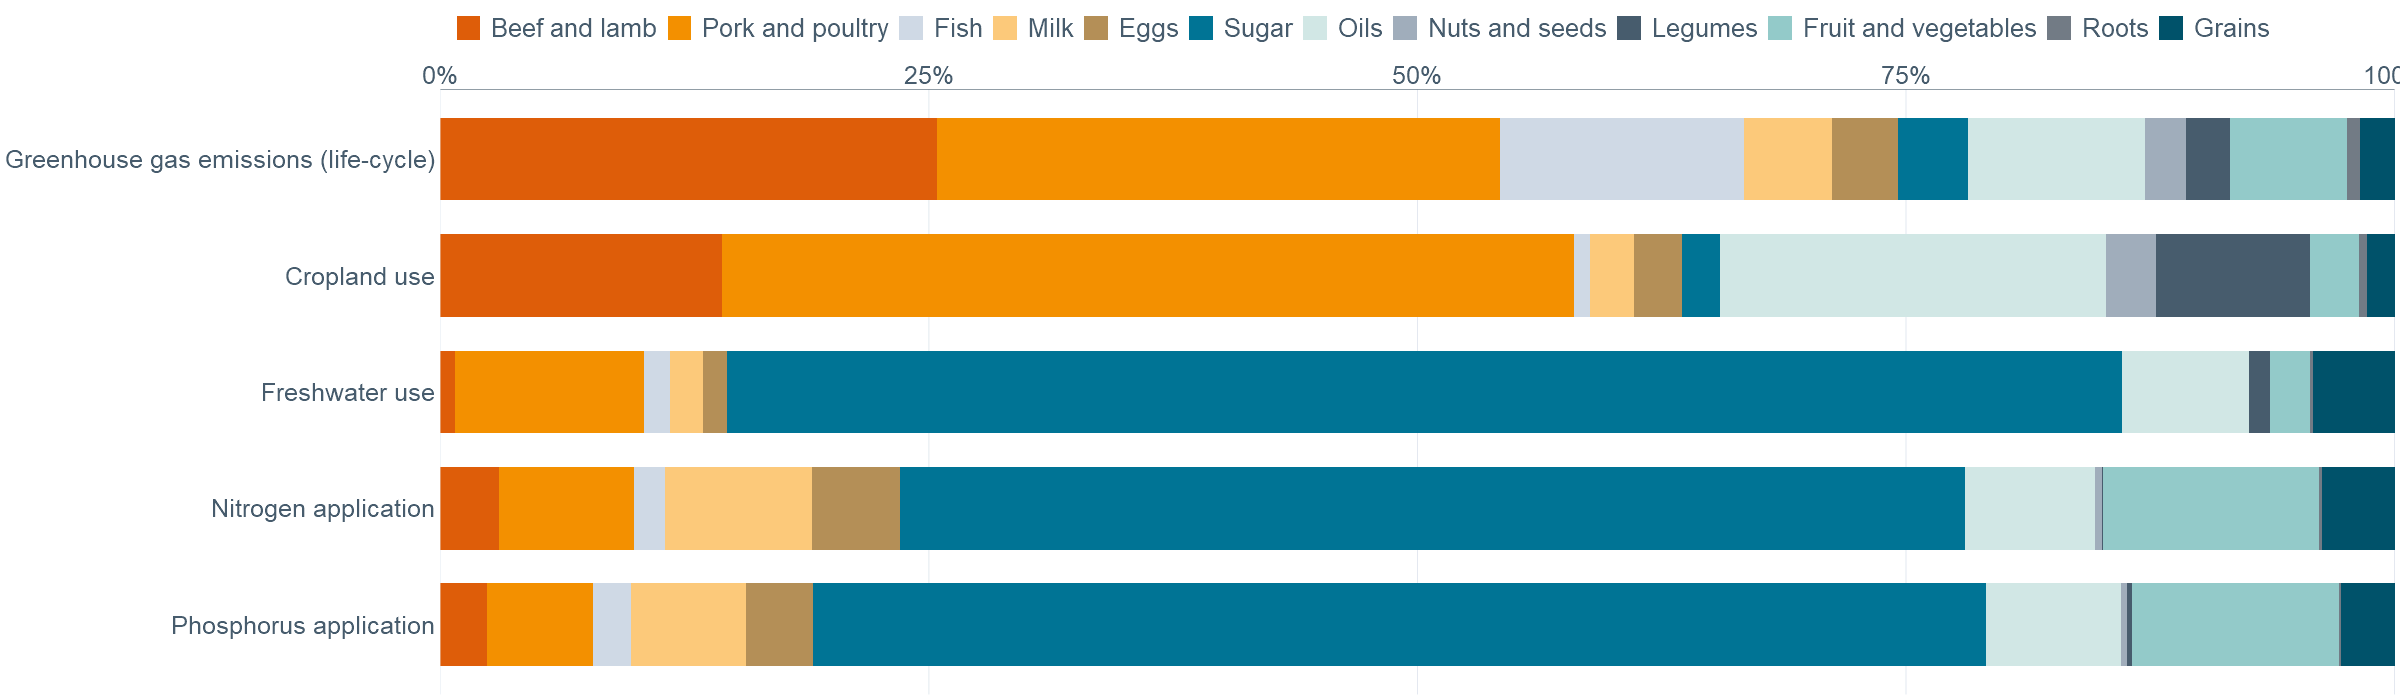 Beef and lamb Pork and poultry Fish Milk Eggs Sugar Oils Nuts and seeds Legumes Fruit and vegetables Roots Grains
0% 25% 50% 75% 100
Greenhouse gas emissions (life-cycle)
Cropland use
Freshwater use
Nitrogen application
Phosphorus application